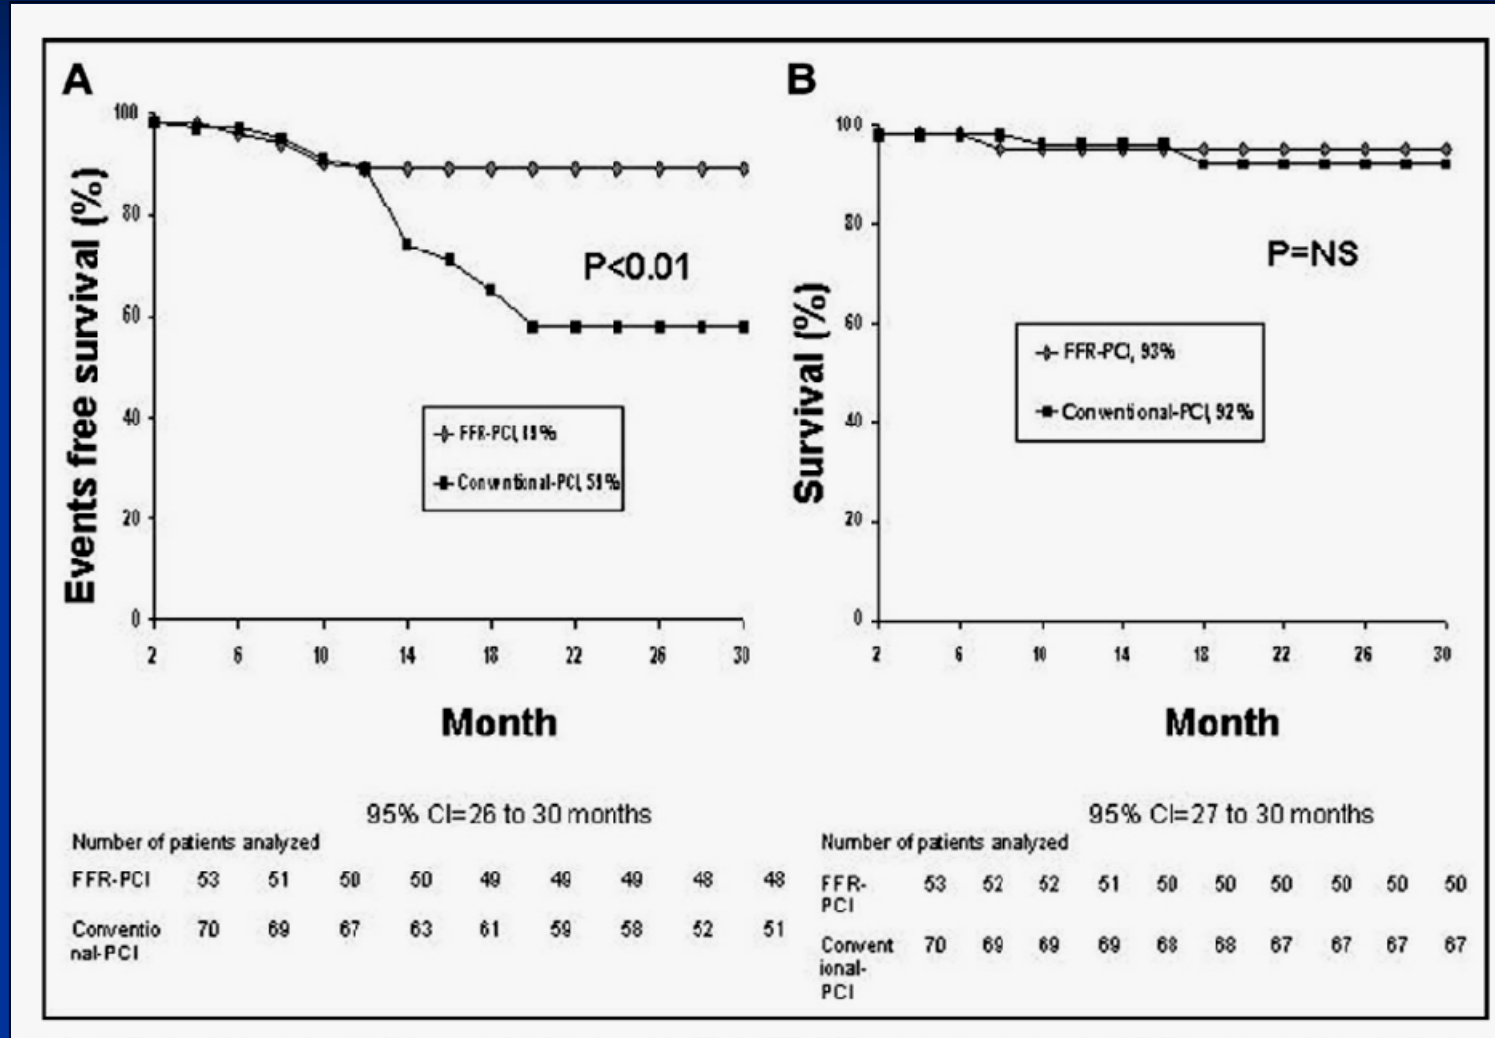 A
Events free survival (%)
100
80
60
40
20
0
P<0.01
FFR-PCI,
Conventional-PCI,
2 6 10 14 18 22 26 30
Month
95% CI=26 to 30 months
Number of patients analyzed
FFR-PCI 53 51 50 50 49 49 49 48 48
Conventio 70 69 67 63 61 59 58 52 51
nal-PCI
B
Survival (%)
100
80
60
40
20
0
P=NS
FFR-PCI, 93%
Conventional-PCI, 92%
2 6 10 14 18 22 26 30
Month
95% CI=27 to 30 months
Number of patients analyzed
FFR- 53 52 52 51 50 50 50 50 50 50
PCI
Convent 70 69 69 69 68 68 67 67 67 67
ional-
PCI